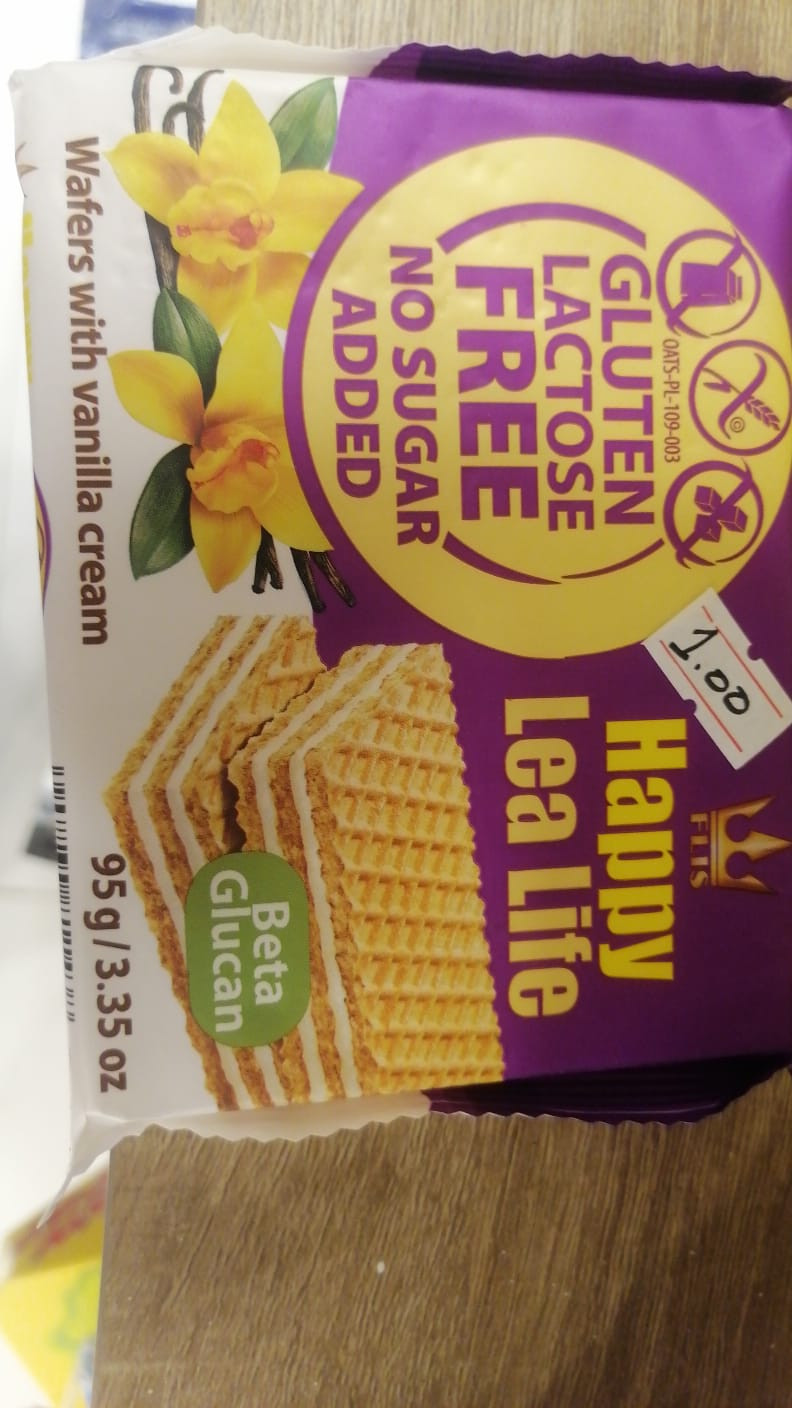 OATS-PL-109-003
GLUTEN
LACTOSE
FREE
NO SUGAR
ADDED
1.00
FLIS
Happy
Lea Life
Beta
Glucan
Wafers with vanilla cream
95 g / 3.35 oz